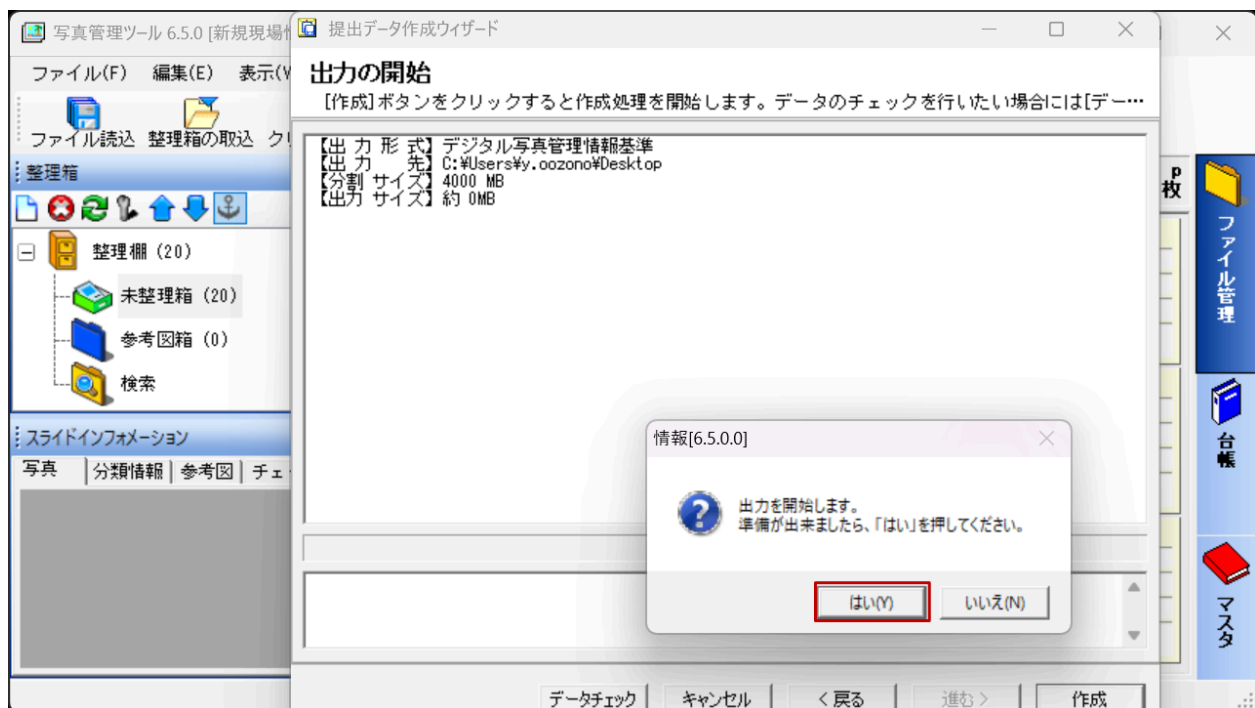 写真管理ツール 6.5.0 [新規現場
ファイル(F) 編集(E) 表示(V
ファイル読込 整理箱の取込 ク
整理箱
整理棚 (20)
未整理箱 (20)
参考図箱 (0)
検索
スライドインフォメーション
写真 分類情報 参考図 チェ
提出データ作成ウィザード
出力の開始
[作成]ボタンをクリックすると作成処理を開始します。データのチェックを行いたい場合には[デー…
【出 力 形 式】 デジタル写真管理情報基準
【出 力 先】 C:¥Users¥y.oozono¥Desktop
【分割 サイズ】 4000 MB
【出力 サイズ】 約 0MB
情報[6.5.0.0]
出力を開始します。
準備が出来ましたら、「はい」を押してください。
はい(Y) いいえ(N)
データチェック キャンセル < 戻る 進む > 作成
P
枚
ファイル管理
台帳
マスタ